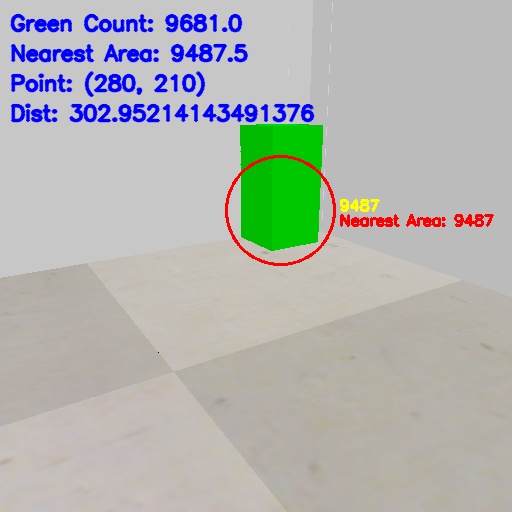 Green Count: 9681.0
Nearest Area: 9487.5
Point: (280, 210)
Dist: 302.95214143491376
9487
Nearest Area: 9487